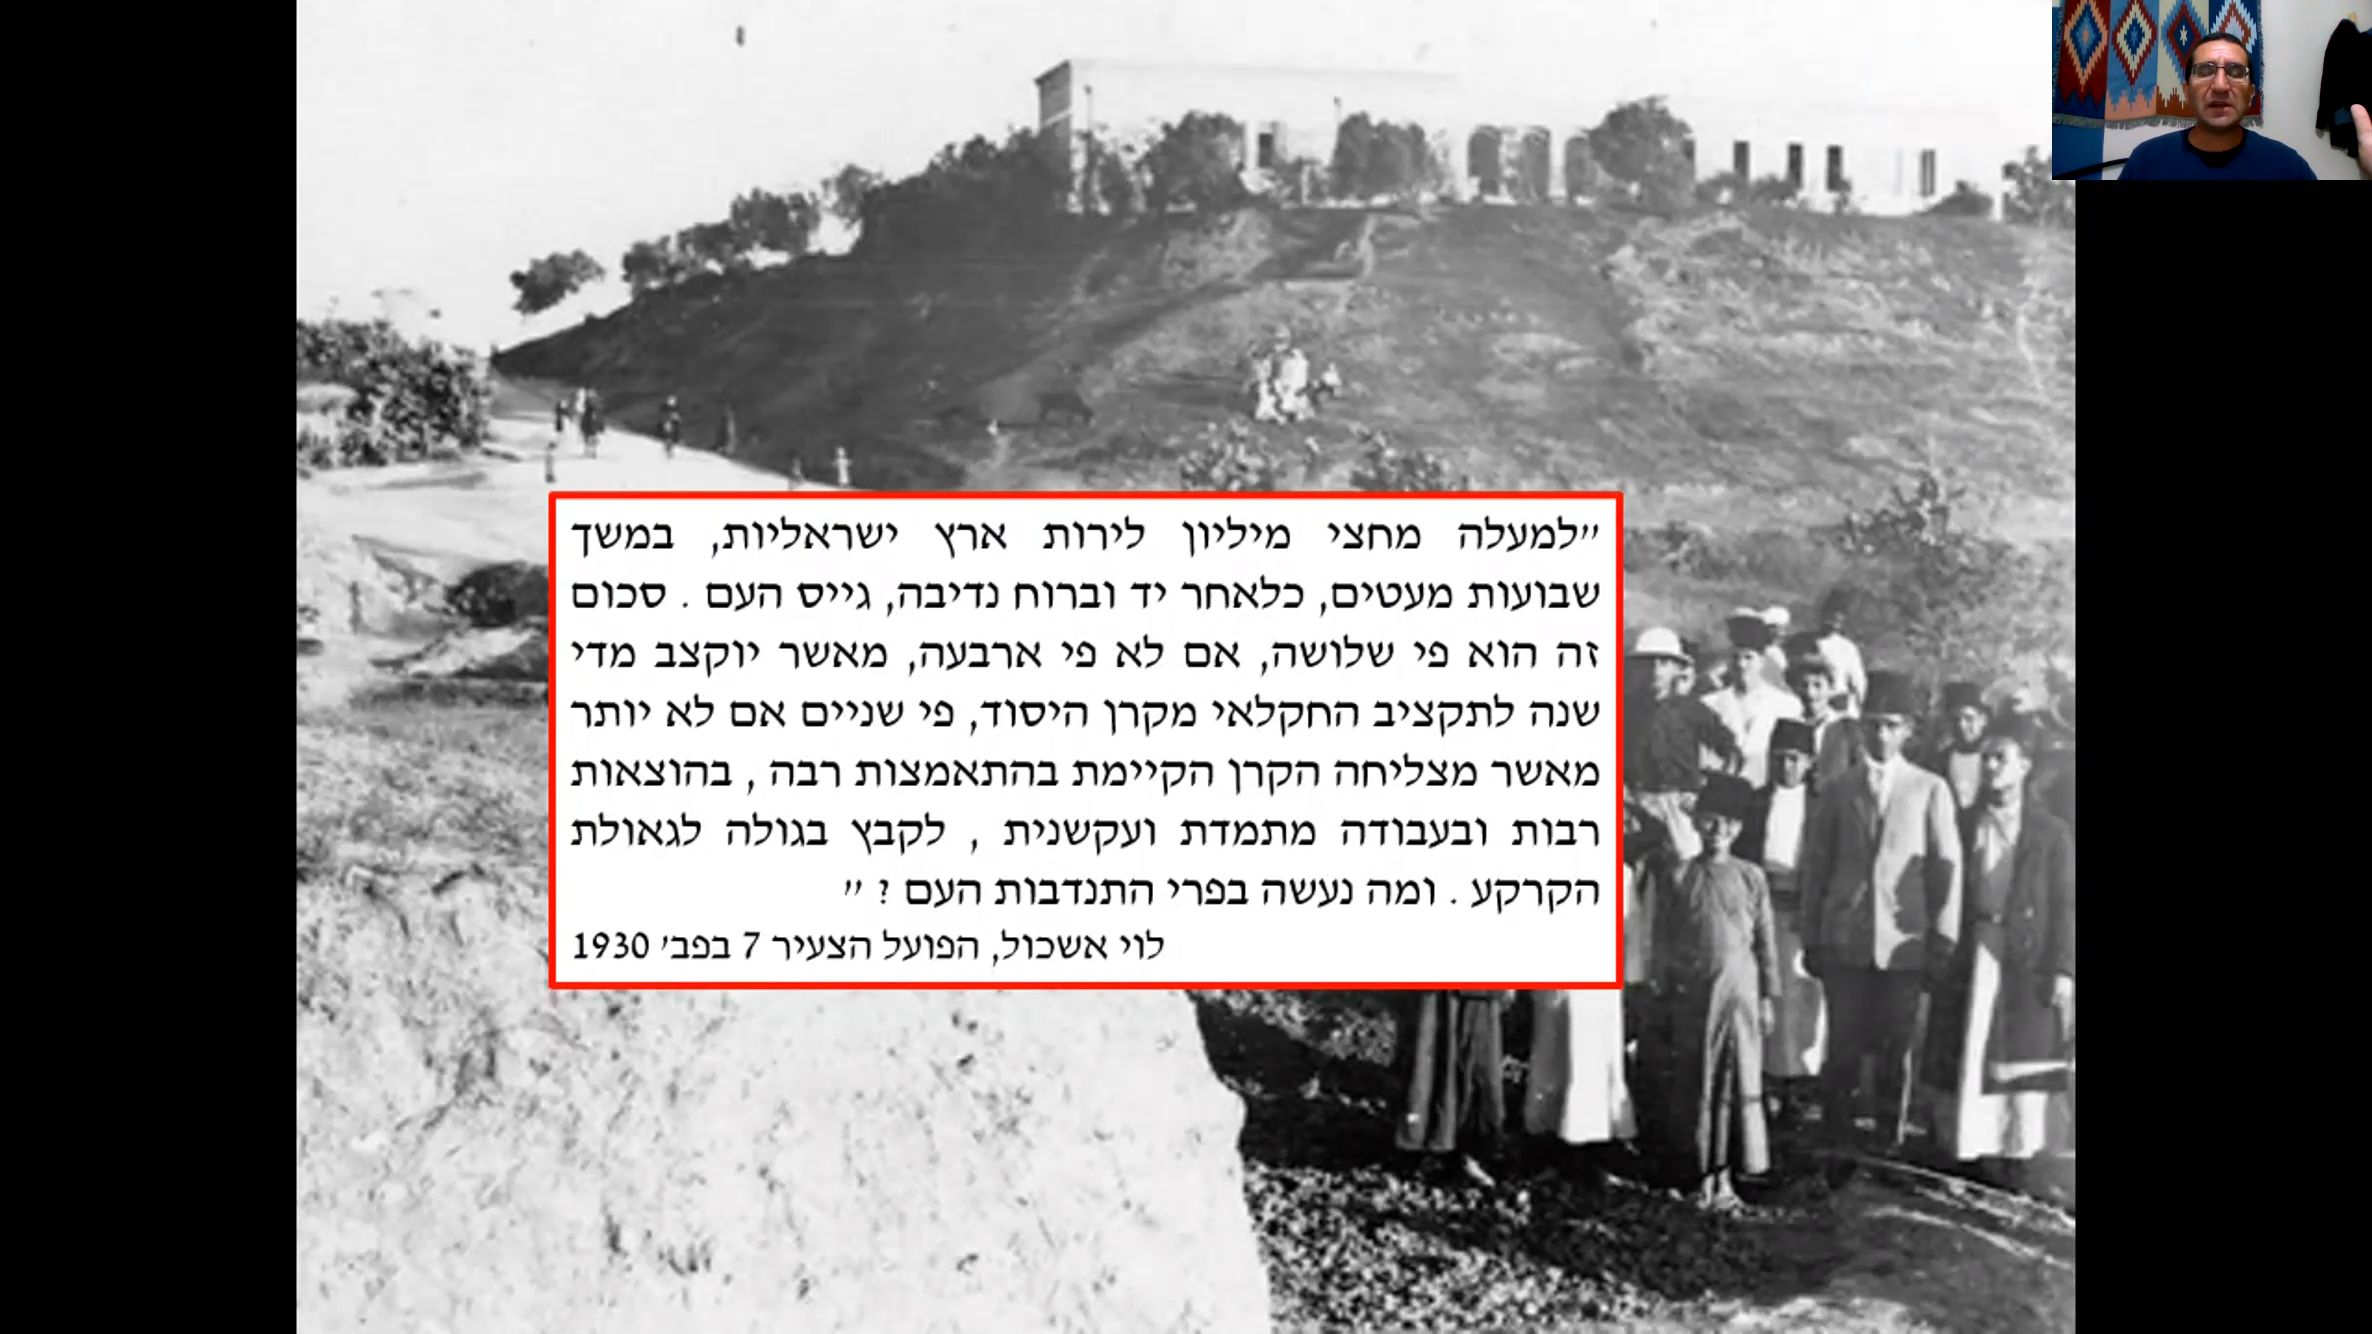 ״למעלה מחצי מיליון לירות ארץ ישראליות, במשך
שבועות מעטים, כלאחר יד וברוח נדיבה, גייס העם . סכום
זה הוא פי שלושה, אם לא פי ארבעה, מאשר יוקצב מדי
שנה לתקציב החקלאי מקרן היסוד, פי שניים אם לא יותר
מאשר מצליחה הקרן הקיימת בהתאמצות רבה , בהוצאות
רבות ובעבודה מתמדת ועקשנית , לקבץ בגולה לגאולת
הקרקע . ומה נעשה בפרי התנדבות העם ? ״
לוי אשכול, הפועל הצעיר 7 בפב׳ 1930